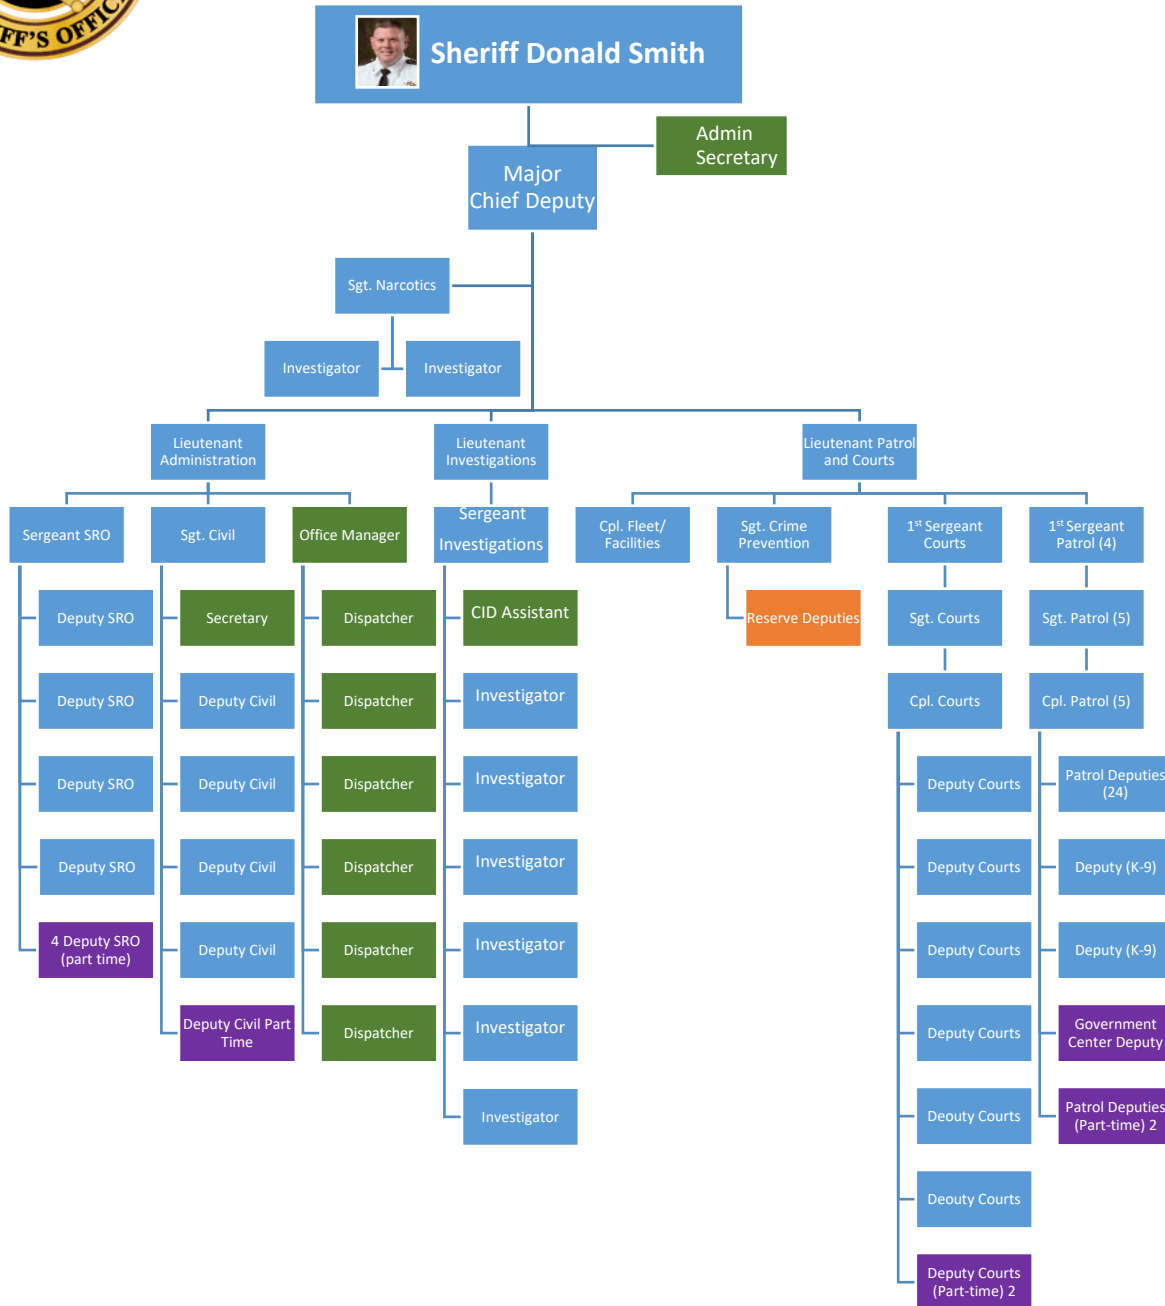 FF'S OFFIC
Sheriff Donald Smith
Admin
Secretary
Major
Chief Deputy
Sgt. Narcotics
Investigator
Investigator
Lieutenant
Administration
Lieutenant
Investigations
Lieutenant Patrol
and Courts
Sergeant SRO
Sgt. Civil
Office Manager
Sergeant
Investigations
Cpl. Fleet/
Facilities
Sgt. Crime
Prevention
1st Sergeant
Courts
1st Sergeant
Patrol (4)
Deputy SRO
Secretary
Dispatcher
CID Assistant
Reserve Deputies
Sgt. Courts
Sgt. Patrol (5)
Deputy SRO
Deputy Civil
Dispatcher
Investigator
Cpl. Courts
Cpl. Patrol (5)
Deputy SRO
Deputy Civil
Dispatcher
Investigator
Deputy Courts
Patrol Deputies
(24)
Deputy SRO
Deputy Civil
Dispatcher
Investigator
Deputy Courts
Deputy (K-9)
4 Deputy SRO
(part time)
Deputy Civil
Dispatcher
Investigator
Deputy Courts
Deputy (K-9)
Deputy Civil Part
Time
Dispatcher
Investigator
Deputy Courts
Government
Center Deputy
Investigator
Deouty Courts
Patrol Deputies
(Part-time) 2
Deouty Courts
Deputy Courts
(Part-time) 2